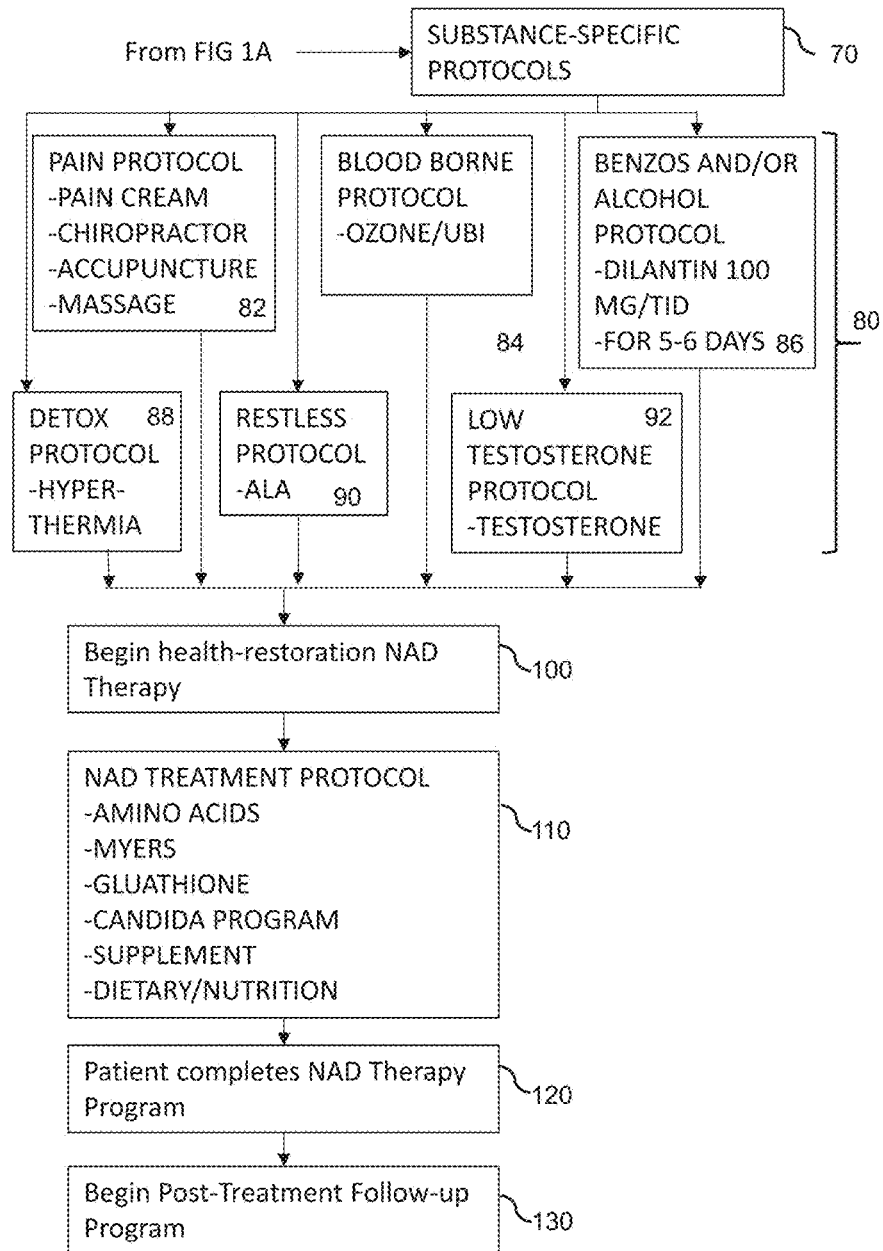 From FIG 1A
SUBSTANCE-SPECIFIC
PROTOCOLS
70
PAIN PROTOCOL
-PAIN CREAM
-CHIROPRACTOR
-ACCUPUNCTURE
-MASSAGE
82
BLOOD BORNE
PROTOCOL
-OZONE/UBI
84
BENZOS AND/OR
ALCOHOL
PROTOCOL
-DILANTIN 100
MG/TID
-FOR 5-6 DAYS
86
80
DETOX
PROTOCOL
-HYPER-
THERMIA
88
RESTLESS
PROTOCOL
-ALA
90
LOW
TESTOSTERONE
PROTOCOL
-TESTOSTERONE
92
Begin health-restoration NAD
Therapy
100
NAD TREATMENT PROTOCOL
-AMINO ACIDS
-MYERS
-GLUATHIONE
-CANDIDA PROGRAM
-SUPPLEMENT
-DIETARY/NUTRITION
110
Patient completes NAD Therapy
Program
120
Begin Post-Treatment Follow-up
Program
130